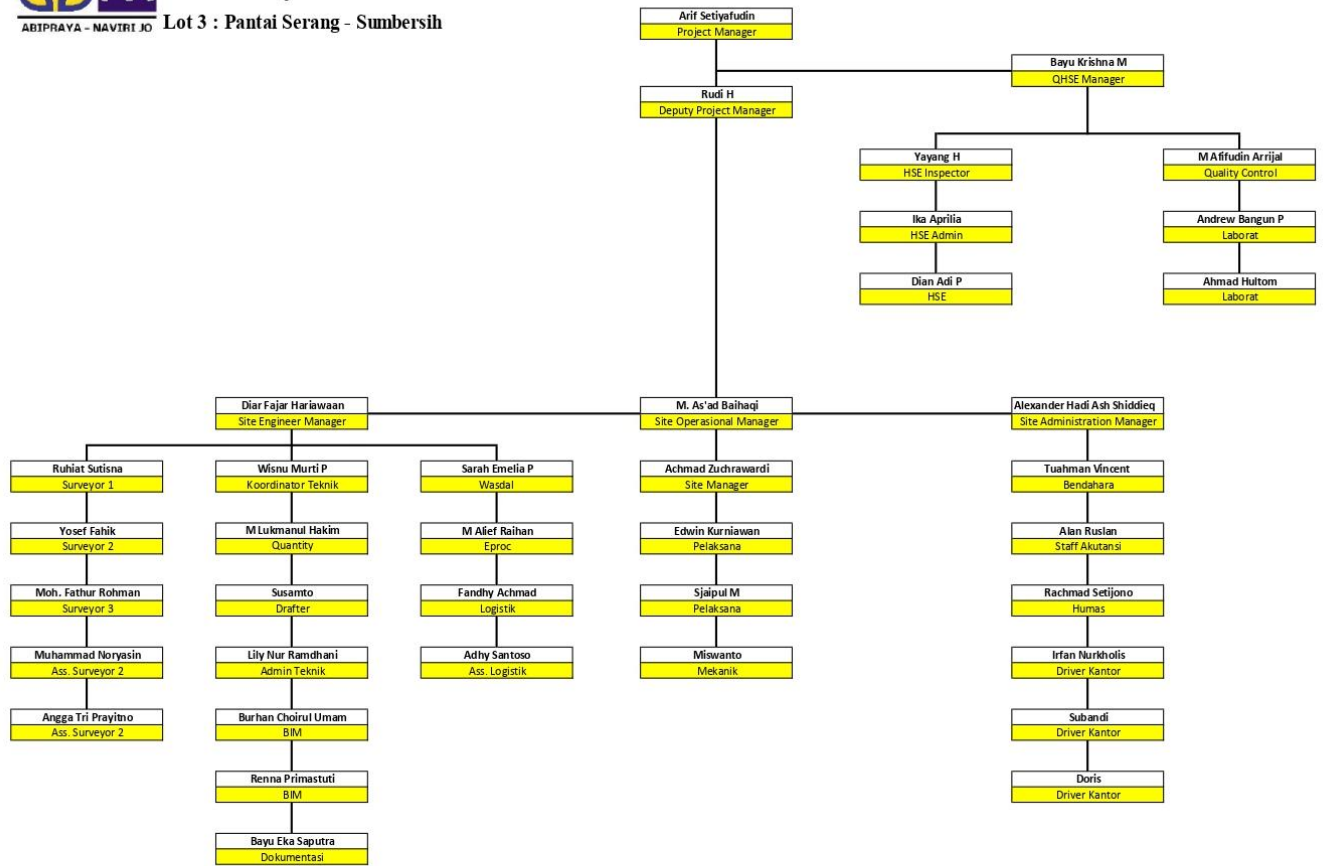 ABIPRAYA - NAVIRI JO
Lot 3 : Pantai Serang - Sumbersih
Arif Setiyafudin
Project Manager
Bayu Krishna M
QHSE Manager
Rudi H
Deputy Project Manager
Yayang H
HSE Inspector
M Afifudin Arrijal
Quality Control
Ika Aprilia
HSE Admin
Andrew Bangun P
Laborat
Dian Adi P
HSE
Ahmad Hultom
Laborat
Diar Fajar Hariawaan
Site Engineer Manager
M. As'ad Baihaqi
Site Operasional Manager
Alexander Hadi Ash Shiddieq
Site Administration Manager
Ruhiat Sutisna
Surveyor 1
Wisnu Murti P
Koordinator Teknik
Sarah Emelia P
Wasdal
Achmad Zuchrawardi
Site Manager
Tuahman Vincent
Bendahara
Yosef Fahik
Surveyor 2
M Lukmanul Hakim
Quantity
M Alief Raihan
Eproc
Edwin Kurniawan
Pelaksana
Alan Ruslan
Staff Akutansi
Moh. Fathur Rohman
Surveyor 3
Susamto
Drafter
Fandhy Achmad
Logistik
Sjaipul M
Pelaksana
Rachmad Setijono
Humas
Muhammad Noryasin
Ass. Surveyor 2
Lily Nur Ramdhani
Admin Teknik
Adhy Santoso
Ass. Logistik
Miswanto
Mekanik
Irfan Nurkholis
Driver Kantor
Angga Tri Prayitno
Ass. Surveyor 2
Burhan Choirul Umam
BIM
Subandi
Driver Kantor
Renna Primastuti
BIM
Doris
Driver Kantor
Bayu Eka Saputra
Dokumentasi